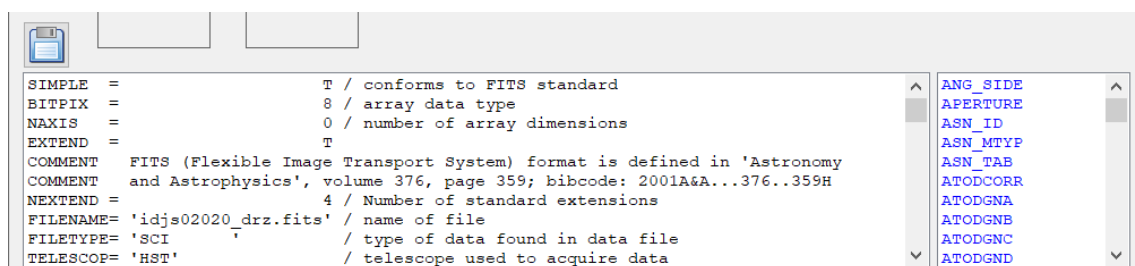 SIMPLE  =                    T / conforms to FITS standard
BITPIX  =                    8 / array data type
NAXIS   =                    0 / number of array dimensions
EXTEND  =                    T
COMMENT   FITS (Flexible Image Transport System) format is defined in 'Astronomy
COMMENT   and Astrophysics', volume 376, page 359; bibcode: 2001A&A...376..359H
NEXTEND =                    4 / Number of standard extensions
FILENAME= 'idjs02020_drz.fits' / name of file
FILETYPE= 'SCI      '          / type of data found in data file
TELESCOP= 'HST'                / telescope used to acquire data
ANG_SIDE
APERTURE
ASN_ID
ASN_MTYP
ASN_TAB
ATODCORR
ATODGNA
ATODGNB
ATODGNC
ATODGND